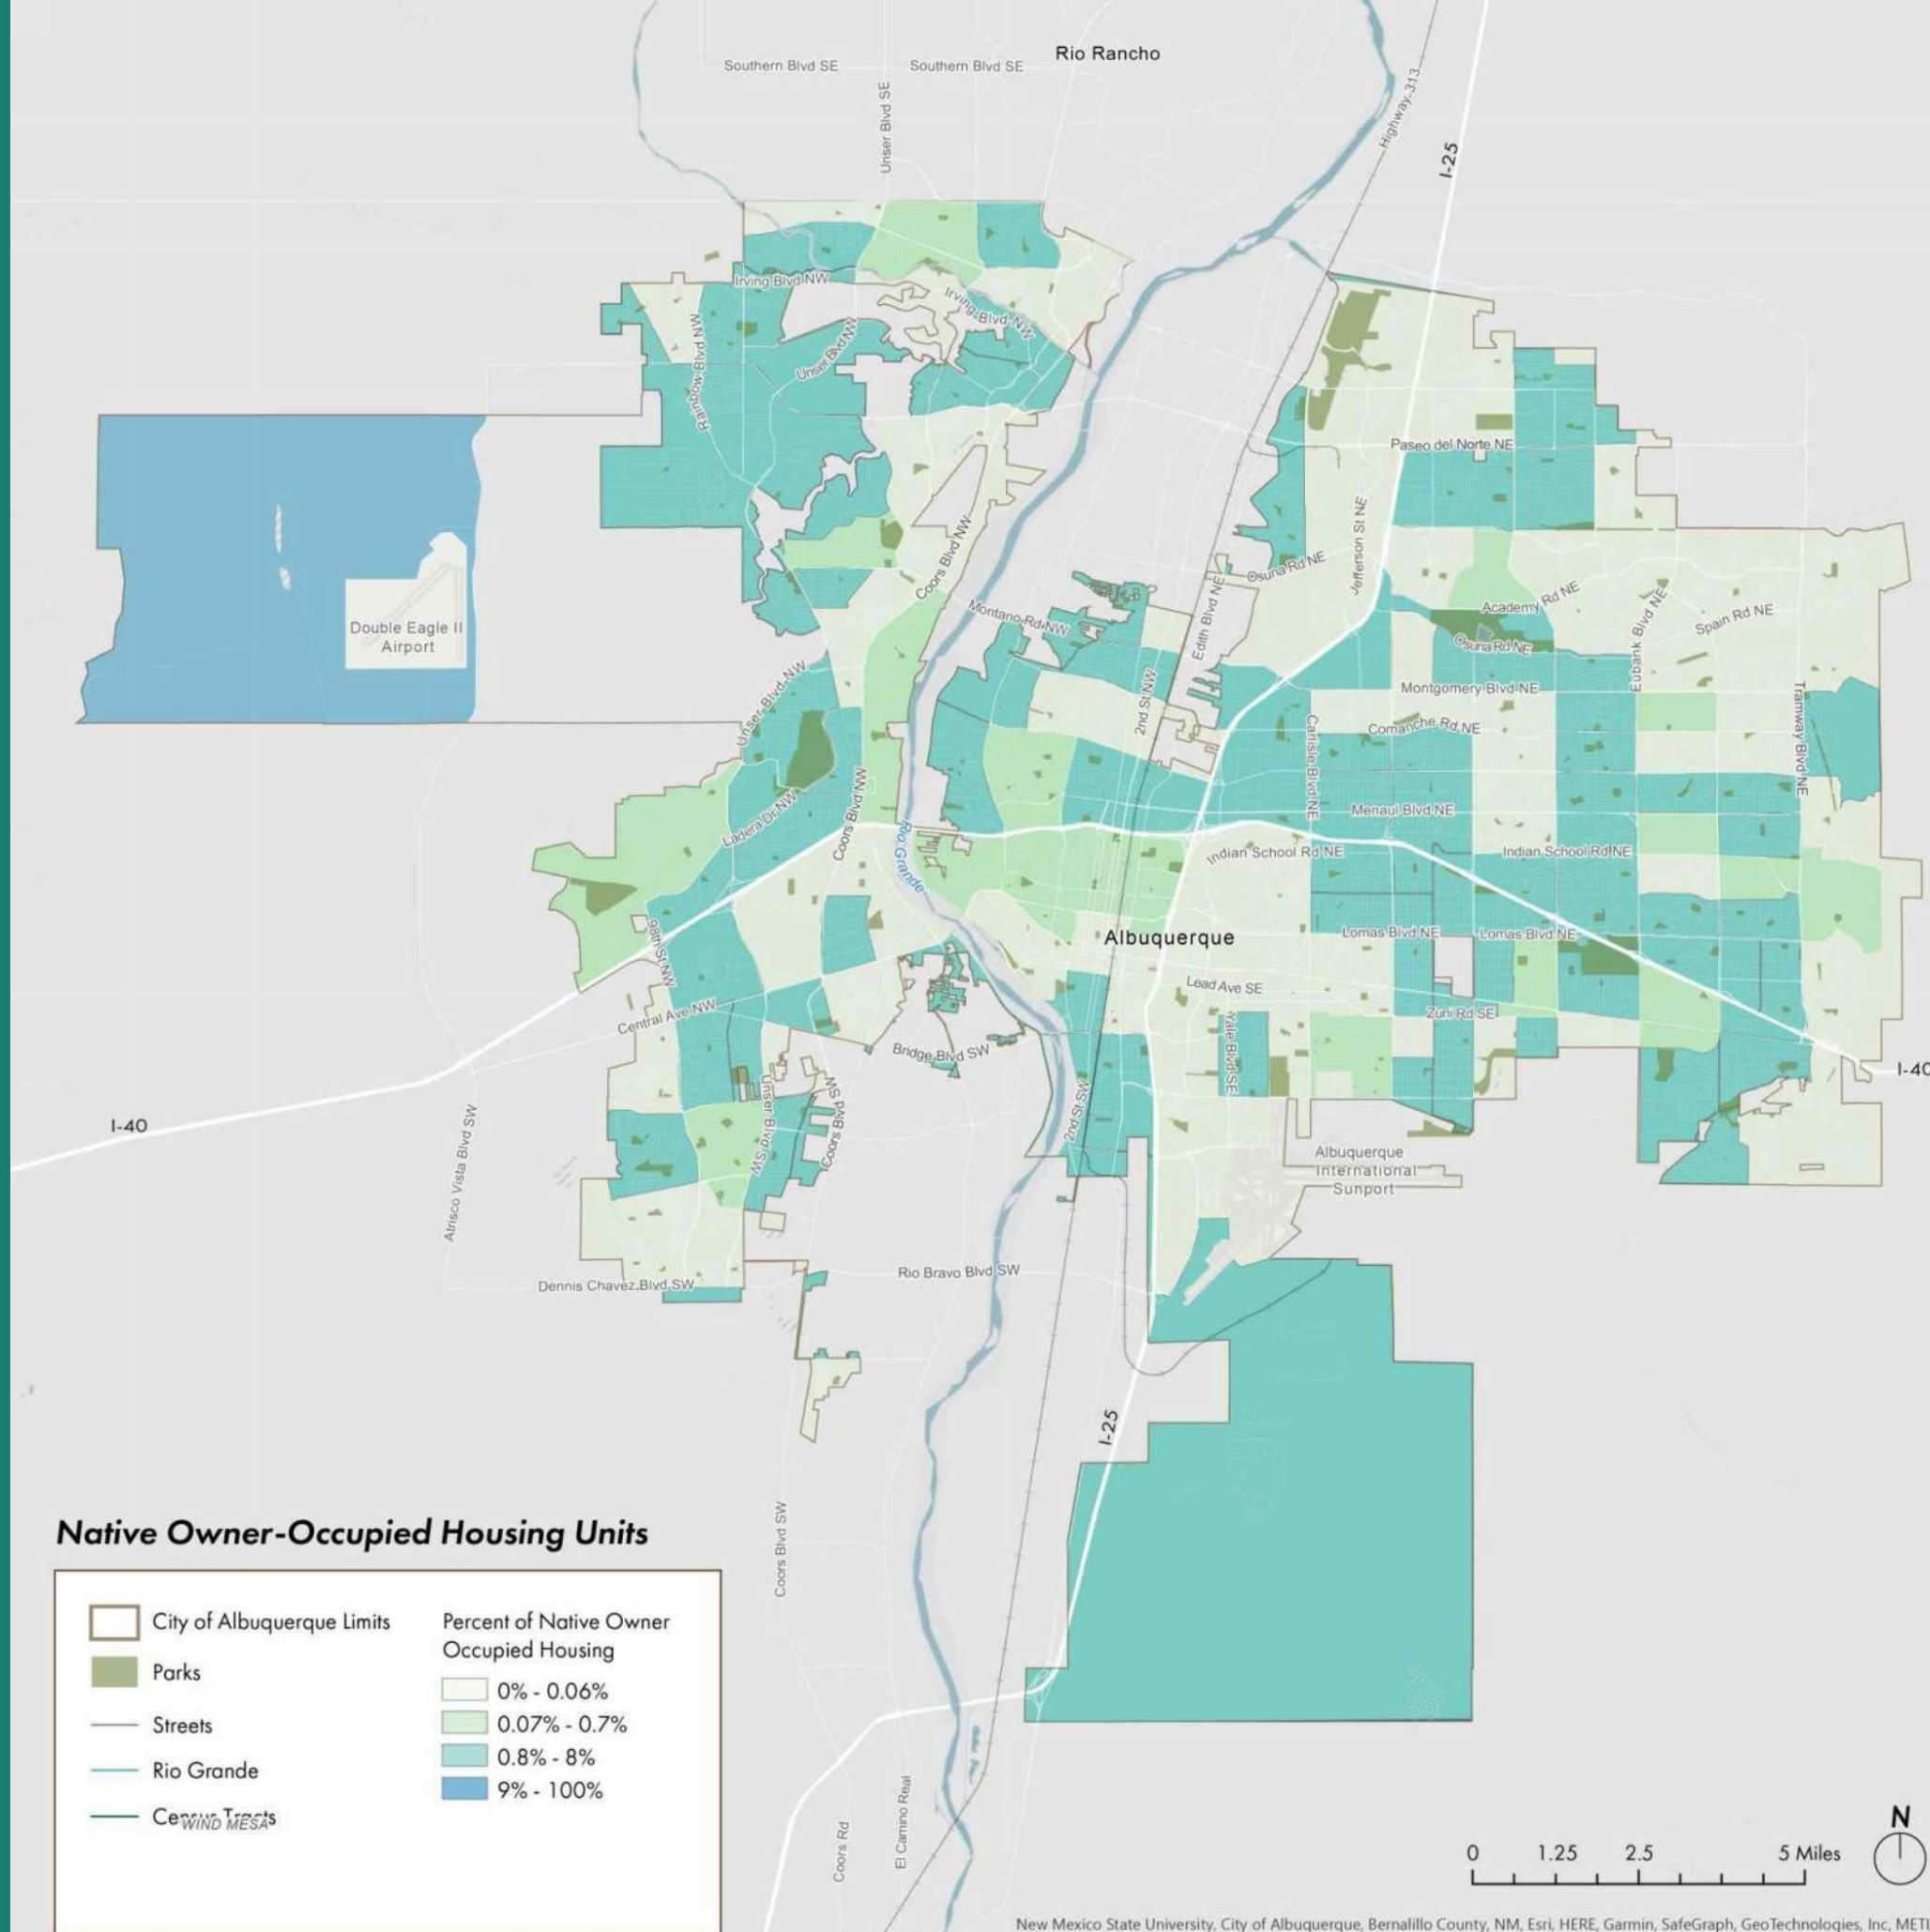 Rio Rancho
Southern Blvd SE
Southern Blvd SE
Unser Blvd SE
Highway 313
I-25
Irving Blvd NW
Irving Blvd NW
Rainbow Blvd NW
Unser Blvd NW
Paseo del Norte NE
Jefferson St NE
Coors Blvd NW
Osuna Rd NE
Edith Blvd NE
Academy Rd NE
Montano Rd NW
Spain Rd NE
Eubank Blvd NE
Osuna Rd NE
Double Eagle II
Airport
Montgomery Blvd NE
2nd St NW
Unser Blvd NW
Comanche Rd NE
Carlisle Blvd NE
Tramway Blvd NE
Menaul Blvd NE
Ladera Dr NW
Coors Blvd NW
Rio Grande
Indian School Rd NE
Indian School Rd NE
Albuquerque
Lomas Blvd NE
Lomas Blvd NE
98th St NW
Lead Ave SE
Central Ave NW
Zuni Rd SE
Yale Blvd SE
Bridge Blvd SW
I-40
I-40
Unser Blvd SW
Coors Blvd SW
2nd St SW
Atrisco Vista Blvd SW
Albuquerque
International
Sunport
Rio Bravo Blvd SW
Dennis Chavez Blvd SW
I-25
Coors Blvd SW
Native Owner-Occupied Housing Units
City of Albuquerque Limits
Parks
Streets
Rio Grande
Census Tracts
WIND MESA
Percent of Native Owner
Occupied Housing
0% - 0.06%
0.07% - 0.7%
0.8% - 8%
9% - 100%
El Camino Real
Coors Rd
N
0 1.25 2.5 5 Miles
New Mexico State University, City of Albuquerque, Bernalillo County, NM, Esri, HERE, Garmin, SafeGraph, GeoTechnologies, Inc, MET